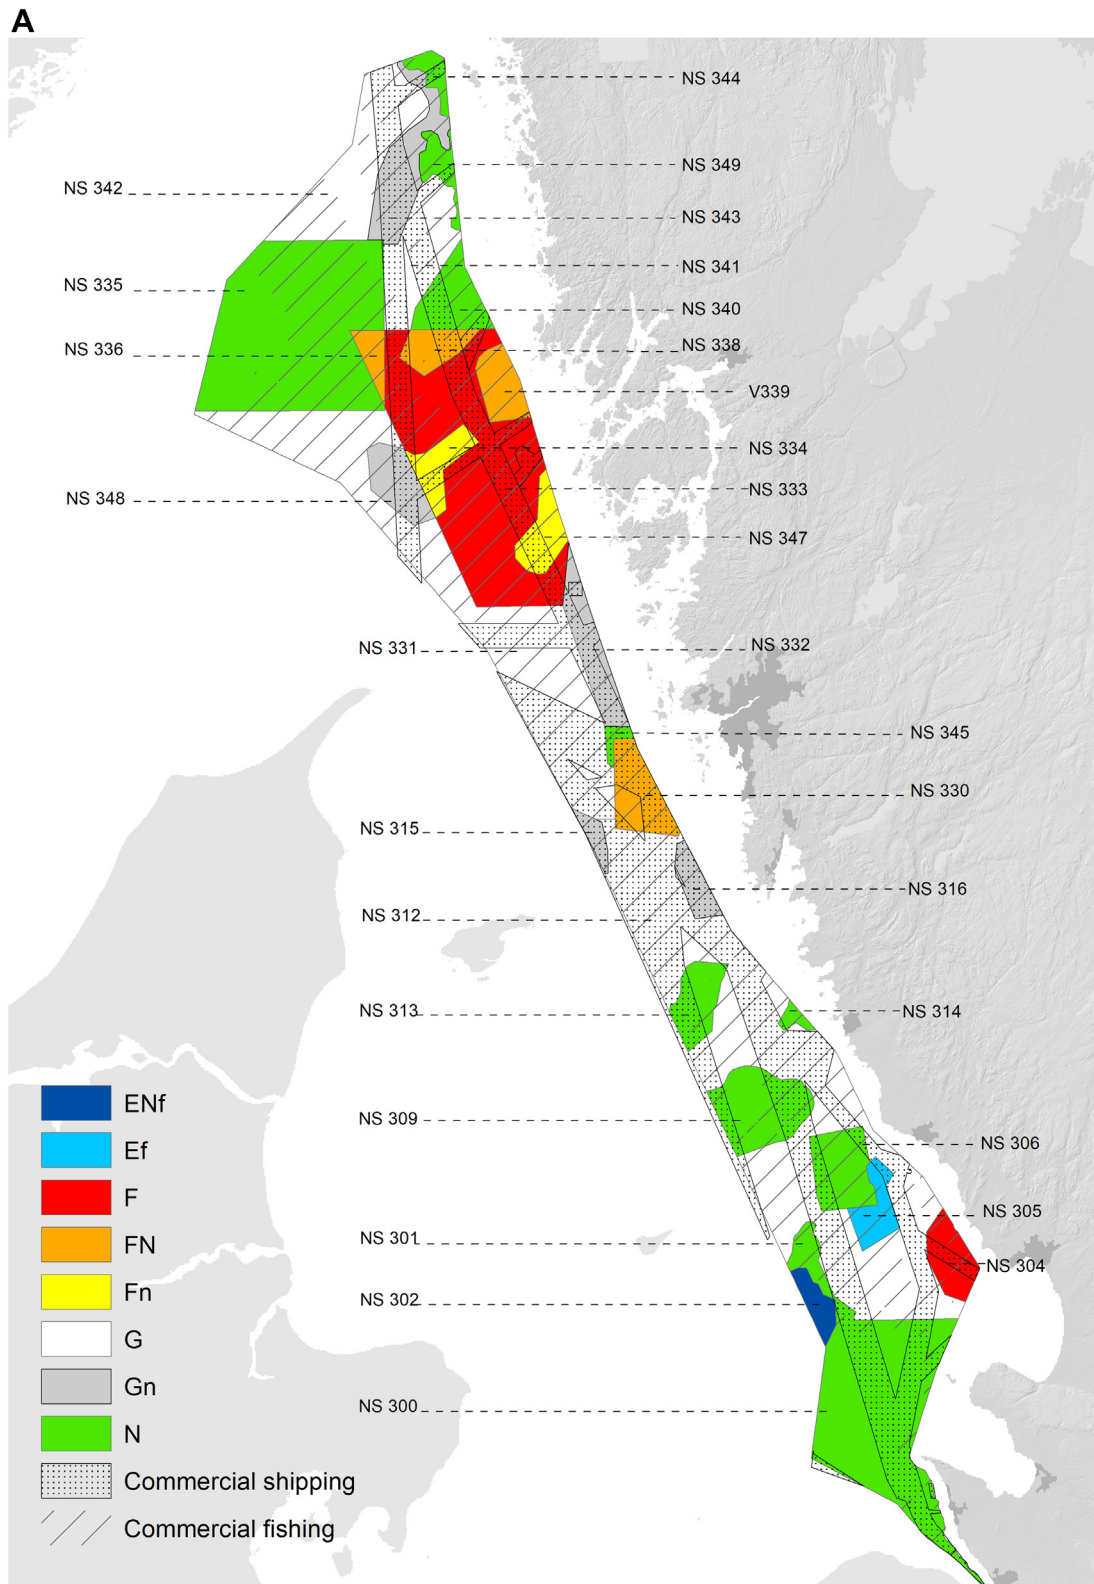 A
NS 344
NS 349
NS 342
NS 343
NS 341
NS 335
NS 340
NS 336
NS 338
V339
NS 334
NS 333
NS 348
NS 347
NS 331
NS 332
NS 345
NS 330
NS 315
NS 316
NS 312
NS 313
NS 314
NS 309
NS 306
NS 305
NS 301
NS 304
NS 302
NS 300
ENf
Ef
F
FN
Fn
G
Gn
N
Commercial shipping
Commercial fishing